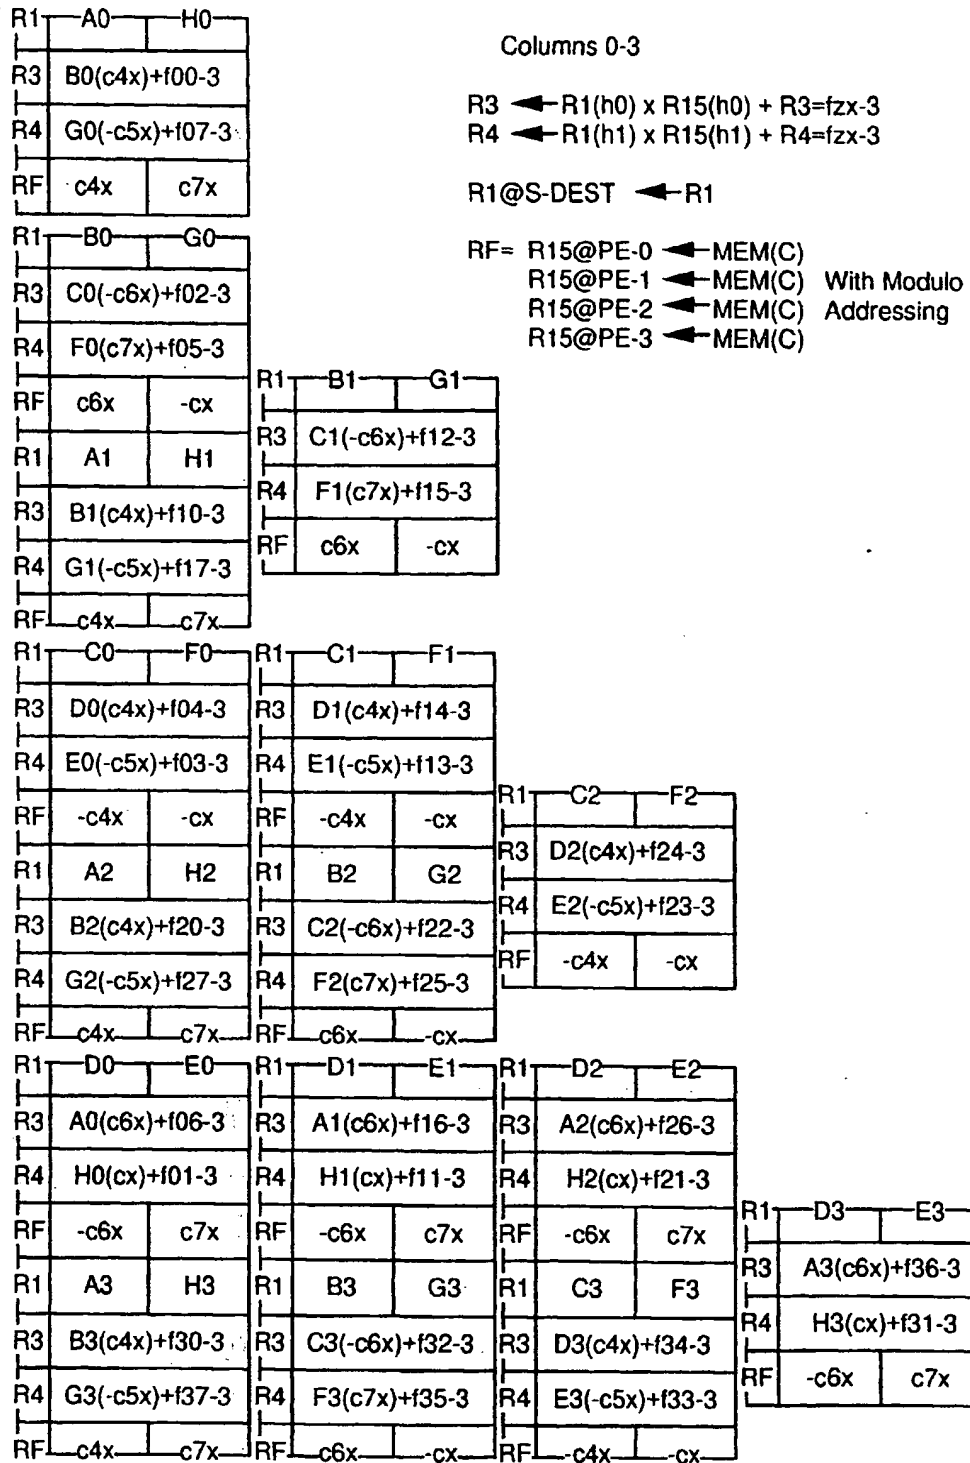 Columns 0-3
R3 ← R1(h0) x R15(h0) + R3=fzx-3
R4 ← R1(h1) x R15(h1) + R4=fzx-3
R1@S-DEST ← R1
RF= R15@PE-0 ← MEM(C)
R15@PE-1 ← MEM(C) With Modulo
R15@PE-2 ← MEM(C) Addressing
R15@PE-3 ← MEM(C)
R1 A0 H0
R3 B0(c4x)+f00-3
R4 G0(-c5x)+f07-3
RF c4x c7x
R1 B0 G0
R3 C0(-c6x)+f02-3
R4 F0(c7x)+f05-3
RF c6x -cx
R1 A1 H1
R3 B1(c4x)+f10-3
R4 G1(-c5x)+f17-3
RF c4x c7x
R1 B1 G1
R3 C1(-c6x)+f12-3
R4 F1(c7x)+f15-3
RF c6x -cx
R1 C0 F0
R3 D0(c4x)+f04-3
R4 E0(-c5x)+f03-3
RF -c4x -cx
R1 A2 H2
R3 B2(c4x)+f20-3
R4 G2(-c5x)+f27-3
RF c4x c7x
R1 C1 F1
R3 D1(c4x)+f14-3
R4 E1(-c5x)+f13-3
RF -c4x -cx
R1 B2 G2
R3 C2(-c6x)+f22-3
R4 F2(c7x)+f25-3
RF c6x -cx
R1 C2 F2
R3 D2(c4x)+f24-3
R4 E2(-c5x)+f23-3
RF -c4x -cx
R1 D0 E0
R3 A0(c6x)+f06-3
R4 H0(cx)+f01-3
RF -c6x c7x
R1 A3 H3
R3 B3(c4x)+f30-3
R4 G3(-c5x)+f37-3
RF c4x c7x
R1 D1 E1
R3 A1(c6x)+f16-3
R4 H1(cx)+f11-3
RF -c6x c7x
R1 B3 G3
R3 C3(-c6x)+f32-3
R4 F3(c7x)+f35-3
RF c6x -cx
R1 D2 E2
R3 A2(c6x)+f26-3
R4 H2(cx)+f21-3
RF -c6x c7x
R1 C3 F3
R3 D3(c4x)+f34-3
R4 E3(-c5x)+f33-3
RF -c4x -cx
R1 D3 E3
R3 A3(c6x)+f36-3
R4 H3(cx)+f31-3
RF -c6x c7x